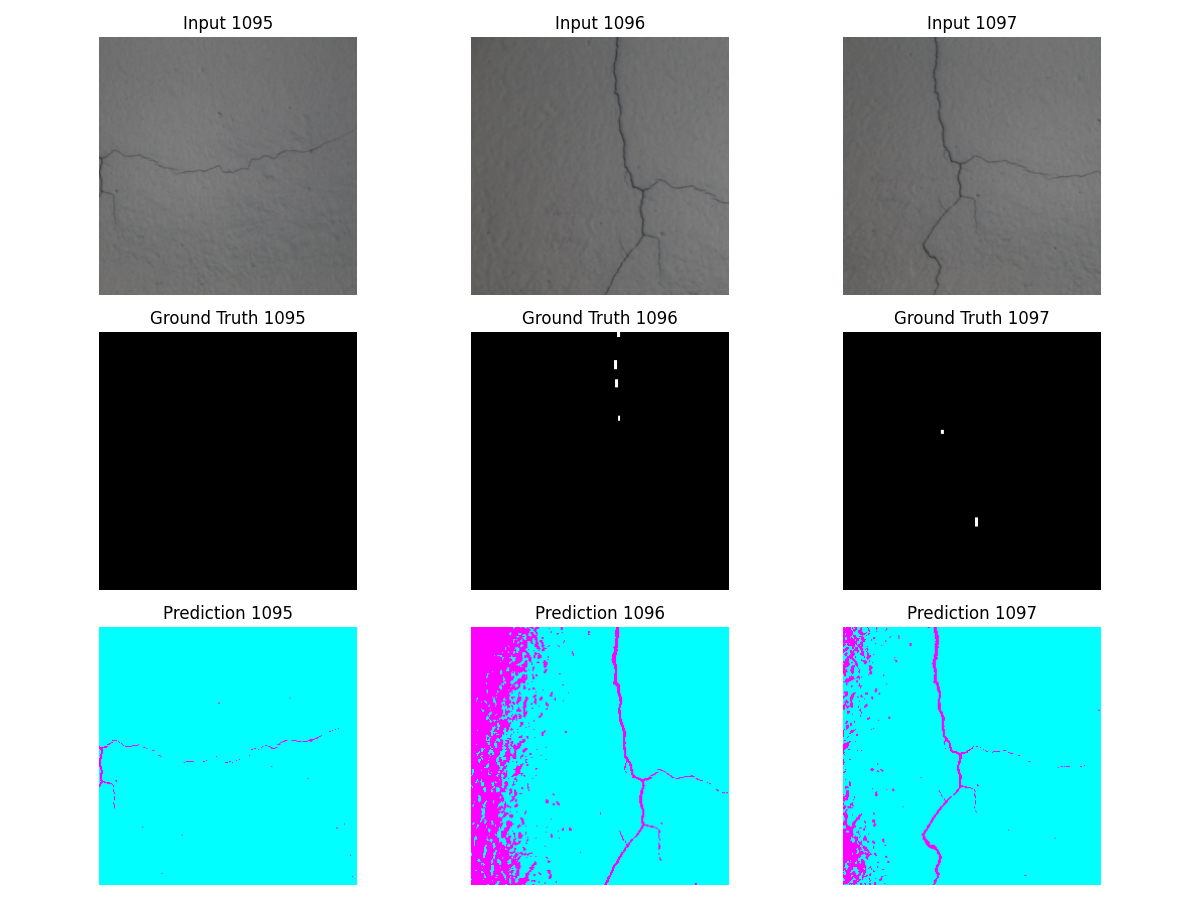 Input 1095
Input 1096
Input 1097
Ground Truth 1095
Ground Truth 1096
Ground Truth 1097
Prediction 1095
Prediction 1096
Prediction 1097